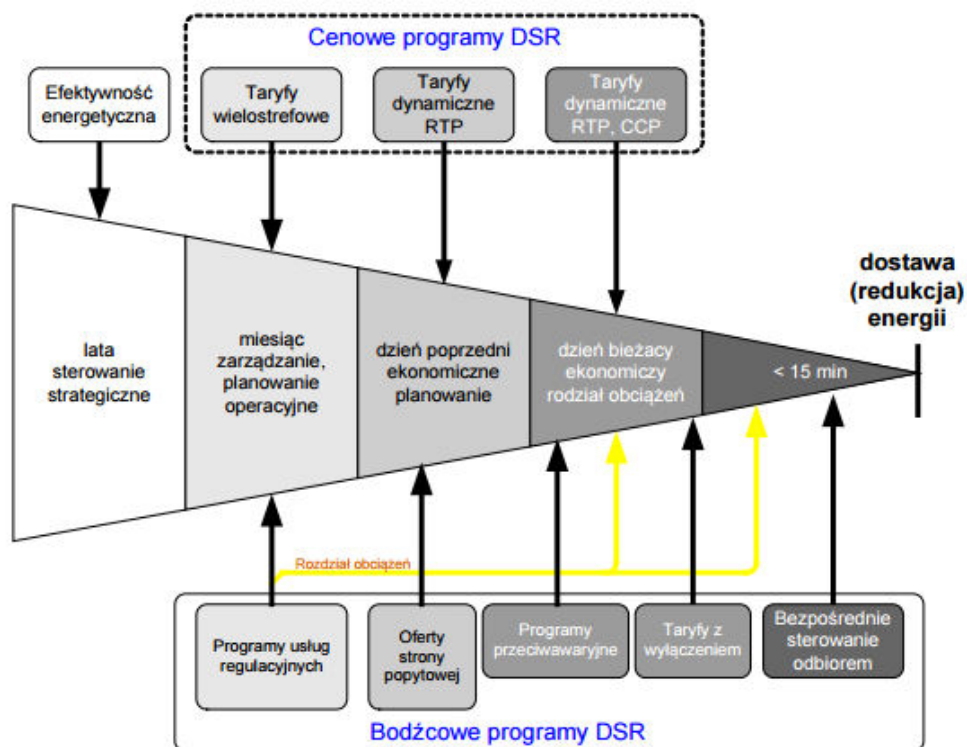 Cenowe programy DSR
Efektywność
energetyczna
Taryfy
wielostrefowe
Taryfy
dynamiczne
RTP
Taryfy
dynamiczne
RTP, CCP
dostawa
(redukcja)
energii
lata
sterowanie
strategiczne
miesiąc
zarządzanie,
planowanie
operacyjne
dzień poprzedni
ekonomiczne
planowanie
dzień bieżacy
ekonomiczy
rodział obciążeń
< 15 min
Rozdział obciążeń
Programy usług
regulacyjnych
Oferty
strony
popytowej
Programy
przeciwawaryjne
Taryfy z
wyłączeniem
Bezpośrednie
sterowanie
odbiorem
Bodźcowe programy DSR